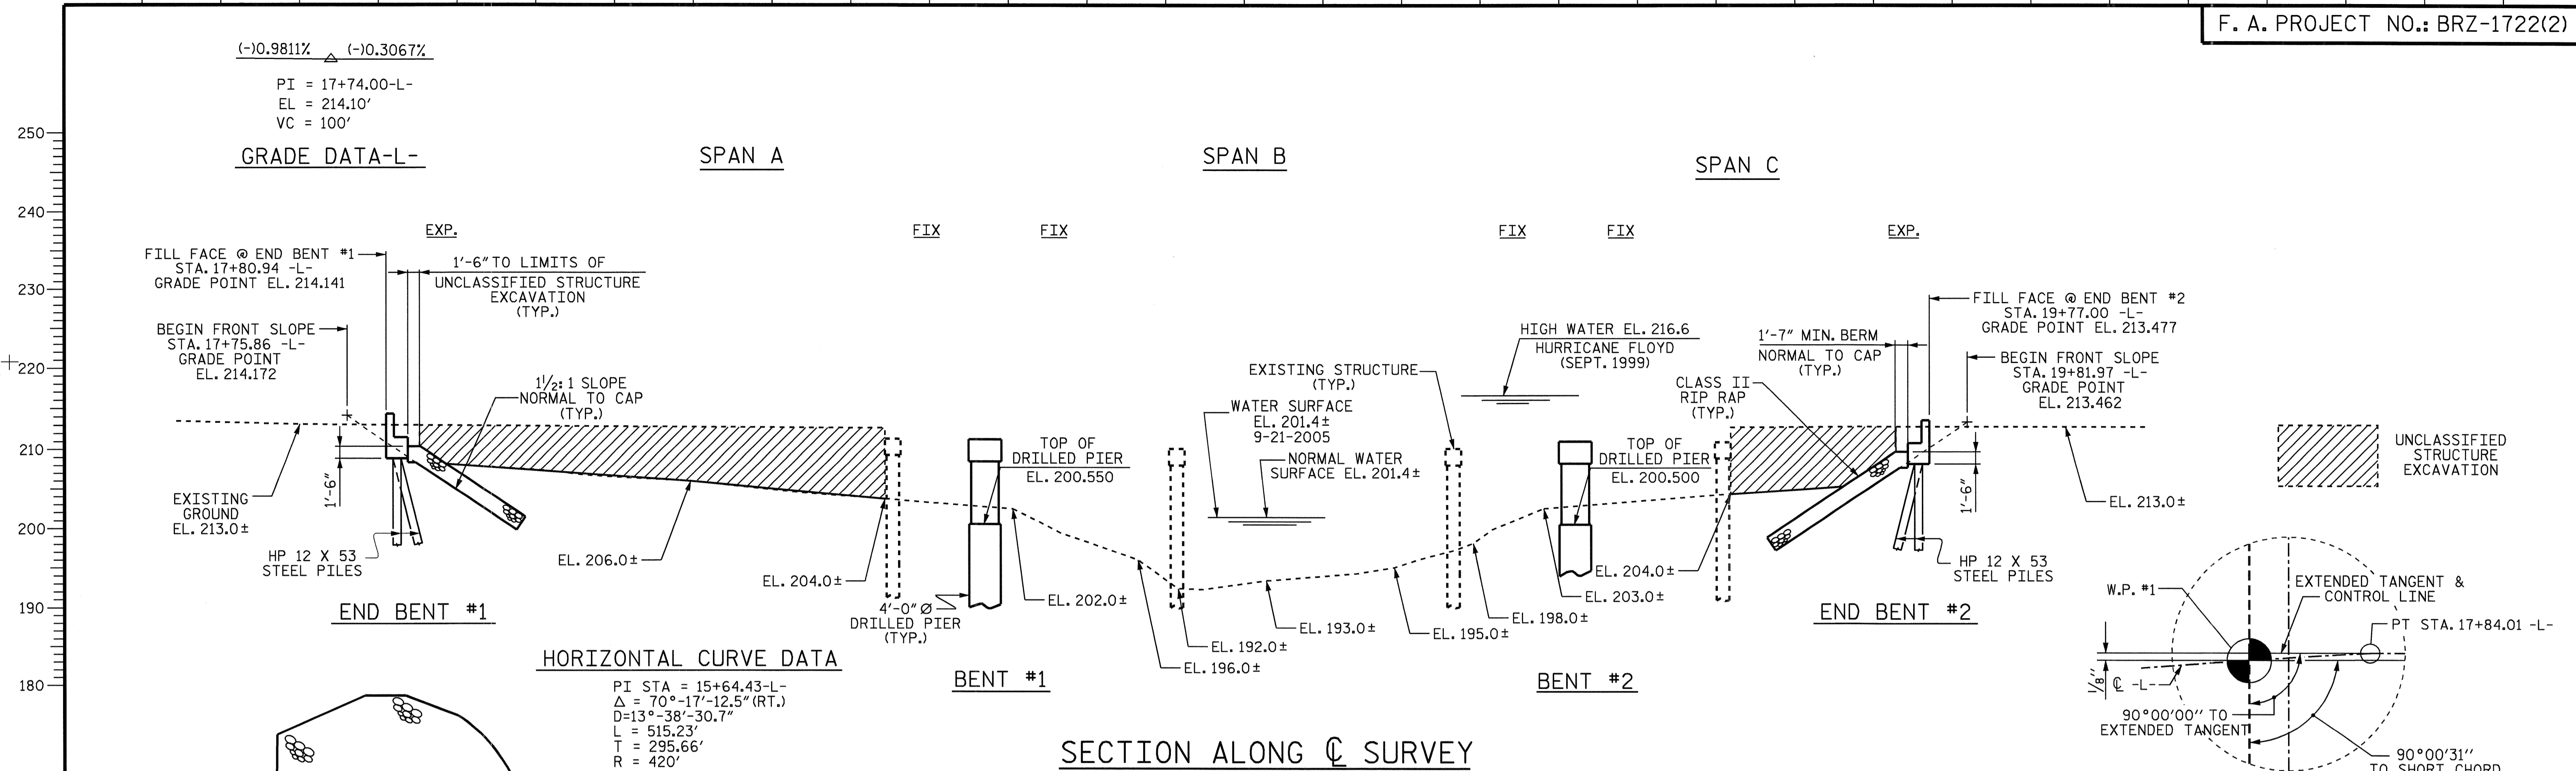 F. A. PROJECT NO.: BRZ-1722(2)
(-)0.9811% (-)0.3067%
PI = 17+74.00-L-
EL = 214.10'
VC = 100'
GRADE DATA-L-
SPAN A
SPAN B
SPAN C
250
240
230
220
210
200
190
180
EXP.
FIX
FIX
FIX
FIX
EXP.
FILL FACE @ END BENT #1
STA. 17+80.94 -L-
GRADE POINT EL. 214.141
1'-6" TO LIMITS OF
UNCLASSIFIED STRUCTURE
EXCAVATION
(TYP.)
BEGIN FRONT SLOPE
STA. 17+75.86 -L-
GRADE POINT
EL. 214.172
1½:1 SLOPE
NORMAL TO CAP
(TYP.)
EXISTING
GROUND
EL. 213.0±
1'-6"
HP 12 X 53
STEEL PILES
END BENT #1
EL. 206.0±
EL. 204.0±
TOP OF
DRILLED PIER
EL. 200.550
4'-0" Ø
DRILLED PIER
(TYP.)
BENT #1
EL. 202.0±
EL. 196.0±
EL. 192.0±
EL. 193.0±
EL. 195.0±
EL. 198.0±
EL. 203.0±
EL. 204.0±
WATER SURFACE
EL. 201.4±
9-21-2005
NORMAL WATER
SURFACE EL. 201.4±
EXISTING STRUCTURE
(TYP.)
HIGH WATER EL. 216.6
HURRICANE FLOYD
(SEPT. 1999)
TOP OF
DRILLED PIER
EL. 200.500
BENT #2
CLASS II
RIP RAP
(TYP.)
1'-7" MIN. BERM
NORMAL TO CAP
(TYP.)
FILL FACE @ END BENT #2
STA. 19+77.00 -L-
GRADE POINT EL. 213.477
BEGIN FRONT SLOPE
STA. 19+81.97 -L-
GRADE POINT
EL. 213.462
1'-6"
EL. 213.0±
HP 12 X 53
STEEL PILES
END BENT #2
UNCLASSIFIED
STRUCTURE
EXCAVATION
W.P. #1
EXTENDED TANGENT &
CONTROL LINE
PT STA. 17+84.01 -L-
1/8"
℄ -L-
90°00'00" TO
EXTENDED TANGENT
90°00'31"
TO SHORT CHORD
HORIZONTAL CURVE DATA
PI STA = 15+64.43-L-
Δ = 70°-17'-12.5" (RT.)
D=13°-38'-30.7"
L = 515.23'
T = 295.66'
R = 420'
SECTION ALONG ℄ SURVEY